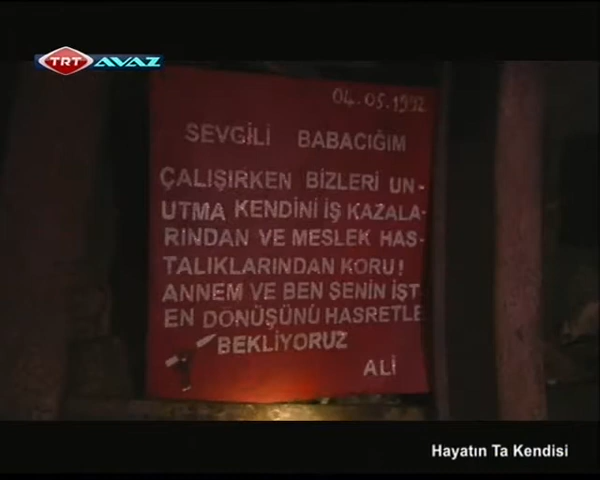 TRT AVAZ
04.05.1992
SEVGİLİ BABACIĞIM
ÇALIŞIRKEN BİZLERİ UN-
UTMA KENDİNİ İŞ KAZALA-
RINDAN VE MESLEK HAS-
TALIKLARINDAN KORU!
ANNEM VE BEN SENİN İŞT
EN DÖNÜŞÜNÜ HASRETLE
BEKLİYORUZ
ALİ
Hayatın Ta Kendisi